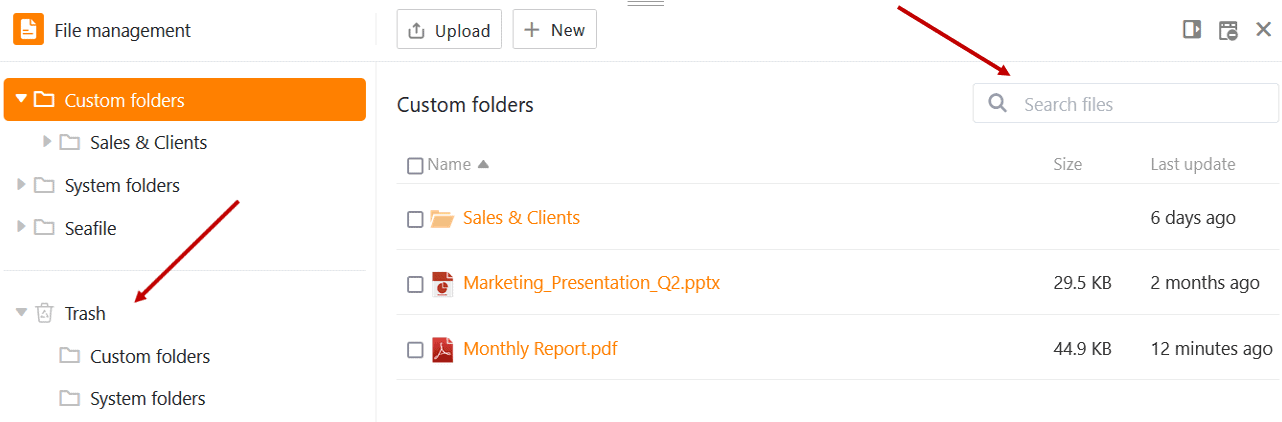 File management
Upload
New
Custom folders
Sales & Clients
System folders
Seafile
Trash
Custom folders
System folders
Custom folders
Search files
Name Size Last update
Sales & Clients 6 days ago
Marketing_Presentation_Q2.pptx 29.5 KB 2 months ago
Monthly Report.pdf 44.9 KB 12 minutes ago